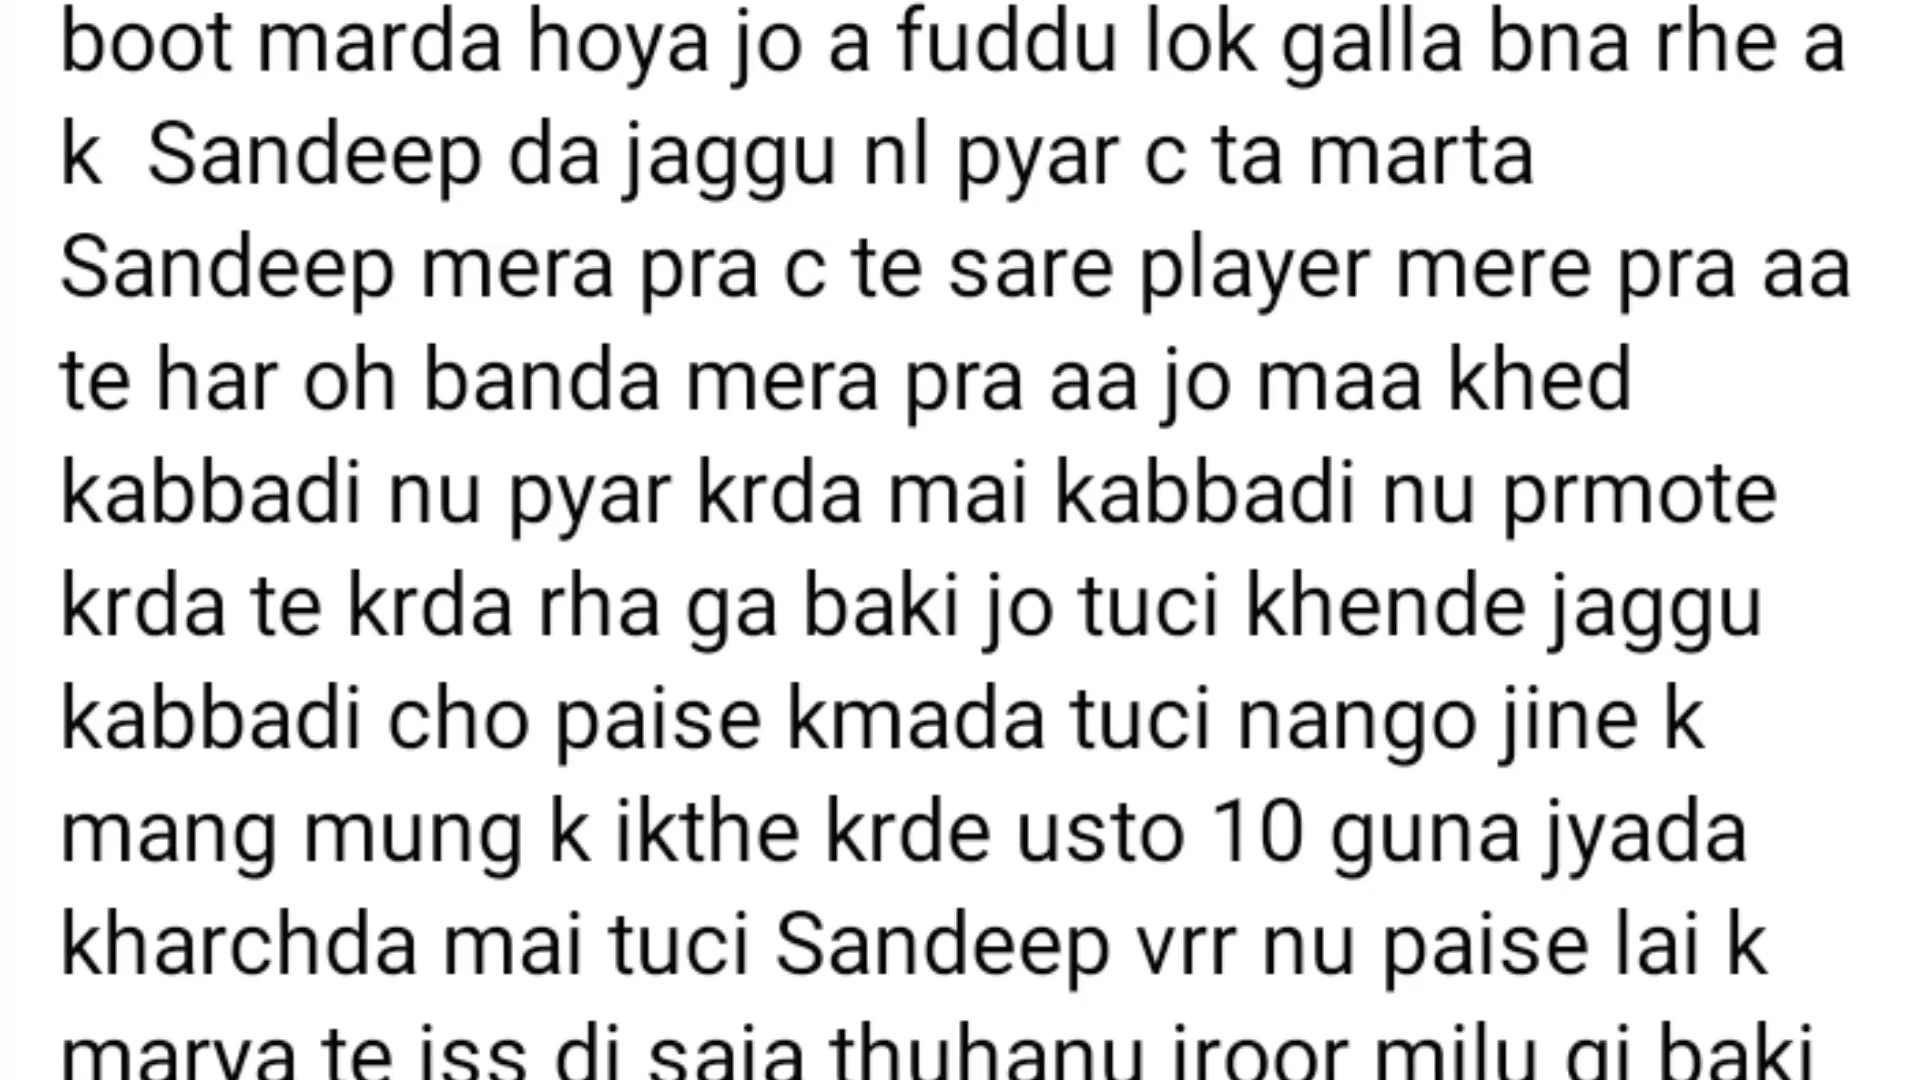 boot marda hoya jo a fuddu lok galla bna rhe a
k  Sandeep da jaggu nl pyar c ta marta
Sandeep mera pra c te sare player mere pra aa
te har oh banda mera pra aa jo maa khed
kabbadi nu pyar krda mai kabbadi nu prmote
krda te krda rha ga baki jo tuci khende jaggu
kabbadi cho paise kmada tuci nango jine k
mang mung k ikthe krde usto 10 guna jyada
kharchda mai tuci Sandeep vrr nu paise lai k
marya te iss di saja thuhanu jroor milu gi baki